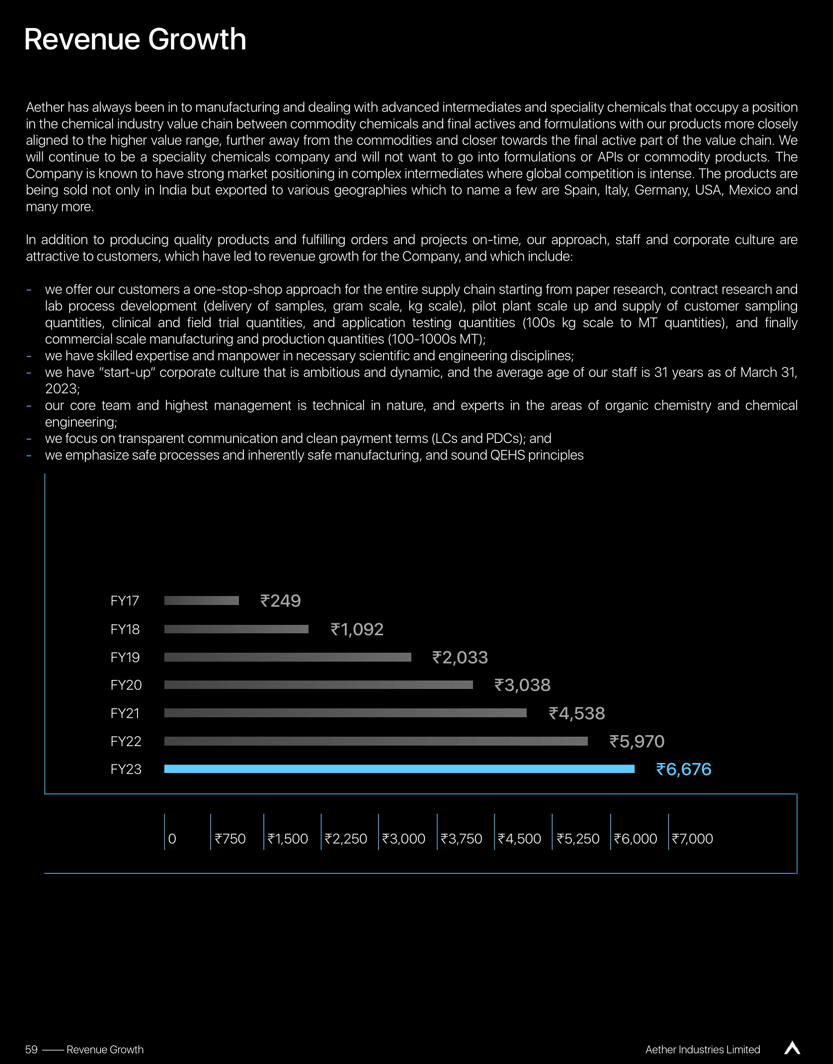 Revenue Growth
Aether has always been in to manufacturing and dealing with advanced intermediates and speciality chemicals that occupy a position
in the chemical industry value chain between commodity chemicals and final actives and formulations with our products more closely
aligned to the higher value range, further away from the commodities and closer towards the final active part of the value chain. We
will continue to be a speciality chemicals company and will not want to go into formulations or APIs or commodity products. The
Company is known to have strong market positioning in complex intermediates where global competition is intense. The products are
being sold not only in India but exported to various geographies which to name a few are Spain, Italy, Germany, USA, Mexico and
many more.
In addition to producing quality products and fulfilling orders and projects on-time, our approach, staff and corporate culture are
attractive to customers, which have led to revenue growth for the Company, and which include:
- we offer our customers a one-stop-shop approach for the entire supply chain starting from paper research, contract research and
lab process development (delivery of samples, gram scale, kg scale), pilot plant scale up and supply of customer sampling
quantities, clinical and field trial quantities, and application testing quantities (100s kg scale to MT quantities), and finally
commercial scale manufacturing and production quantities (100-1000s MT);
- we have skilled expertise and manpower in necessary scientific and engineering disciplines;
- we have “start-up” corporate culture that is ambitious and dynamic, and the average age of our staff is 31 years as of March 31,
2023;
- our core team and highest management is technical in nature, and experts in the areas of organic chemistry and chemical
engineering;
- we focus on transparent communication and clean payment terms (LCs and PDCs); and
- we emphasize safe processes and inherently safe manufacturing, and sound QEHS principles
FY17 ₹249
FY18 ₹1,092
FY19 ₹2,033
FY20 ₹3,038
FY21 ₹4,538
FY22 ₹5,970
FY23 ₹6,676
0 ₹750 ₹1,500 ₹2,250 ₹3,000 ₹3,750 ₹4,500 ₹5,250 ₹6,000 ₹7,000
59 —— Revenue Growth Aether Industries Limited